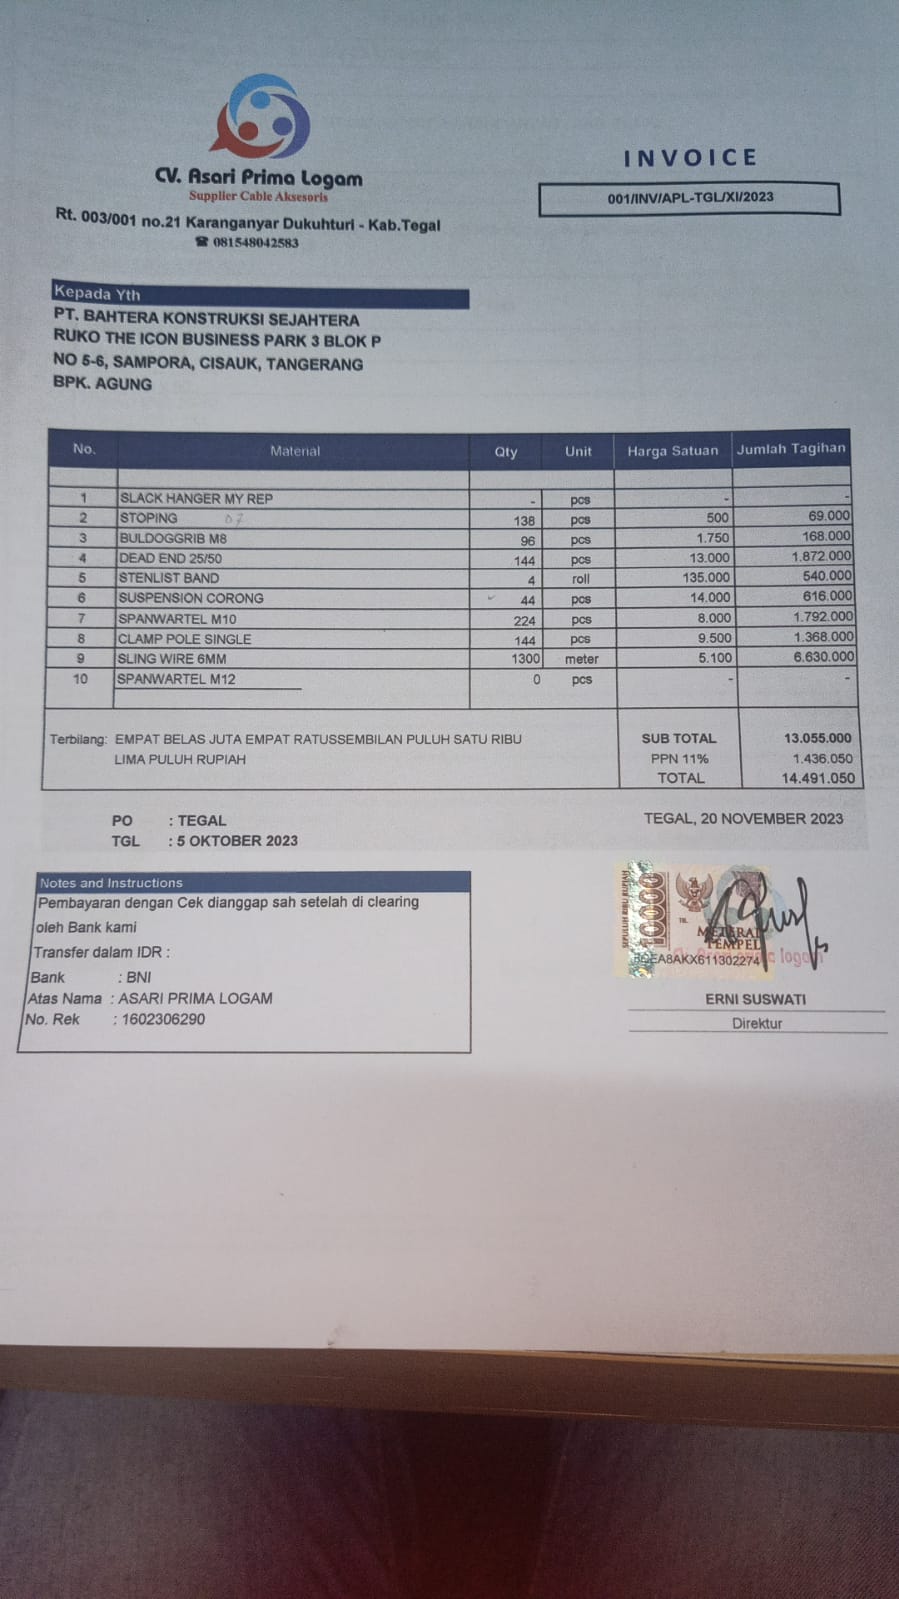 CV. Asari Prima Logam
Supplier Cable Aksesoris
Rt. 003/001 no.21 Karanganyar Dukuhturi - Kab.Tegal
☎ 081548042583
INVOICE
001/INV/APL-TGL/XI/2023
Kepada Yth
PT. BAHTERA KONSTRUKSI SEJAHTERA
RUKO THE ICON BUSINESS PARK 3 BLOK P
NO 5-6, SAMPORA, CISAUK, TANGERANG
BPK. AGUNG
No. Material Qty Unit Harga Satuan Jumlah Tagihan
1 SLACK HANGER MY REP - pcs - -
2 STOPING 07 138 pcs 500 69.000
3 BULDOGGRIB M8 96 pcs 1.750 168.000
4 DEAD END 25/50 144 pcs 13.000 1.872.000
5 STENLIST BAND 4 roll 135.000 540.000
6 SUSPENSION CORONG 44 pcs 14.000 616.000
7 SPANWARTEL M10 224 pcs 8.000 1.792.000
8 CLAMP POLE SINGLE 144 pcs 9.500 1.368.000
9 SLING WIRE 6MM 1300 meter 5.100 6.630.000
10 SPANWARTEL M12 0 pcs - -
Terbilang: EMPAT BELAS JUTA EMPAT RATUSSEMBILAN PULUH SATU RIBU
LIMA PULUH RUPIAH
SUB TOTAL 13.055.000
PPN 11% 1.436.050
TOTAL 14.491.050
PO : TEGAL
TGL : 5 OKTOBER 2023
TEGAL, 20 NOVEMBER 2023
Notes and Instructions
Pembayaran dengan Cek dianggap sah setelah di clearing
oleh Bank kami
Transfer dalam IDR :
Bank : BNI
Atas Nama : ASARI PRIMA LOGAM
No. Rek : 1602306290
SEPULUH RIBU RUPIAH
10000
TGL.
METERAI
TEMPEL
EA8AKX611302274
ERNI SUSWATI
Direktur